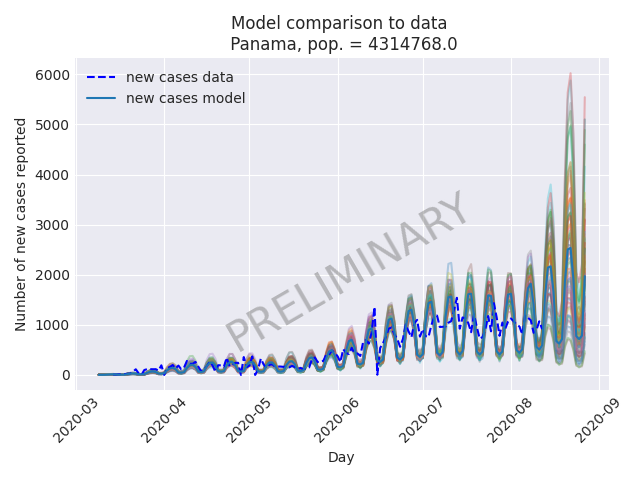 Model comparison to data
Panama, pop. = 4314768.0
new cases data
new cases model
PRELIMINARY
Number of new cases reported
6000
5000
4000
3000
2000
1000
0
2020-03
2020-04
2020-05
2020-06
2020-07
2020-08
2020-09
Day